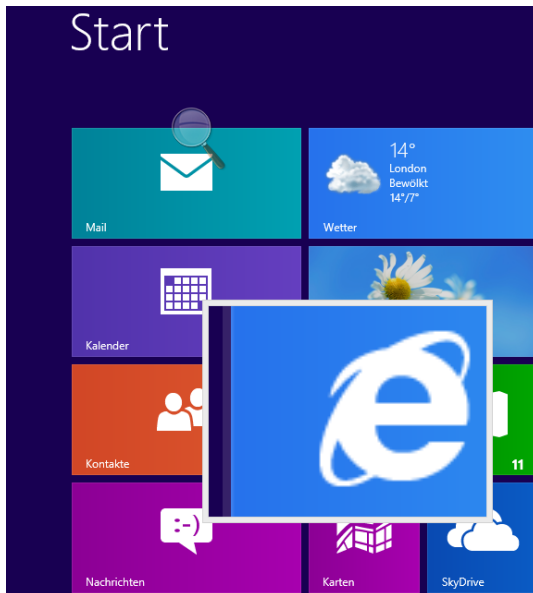 Start
Mail
14°
London
Bewölkt
14°/7°
Wetter
Kalender
Kontakte
11
:-)
Nachrichten
Karten
SkyDrive